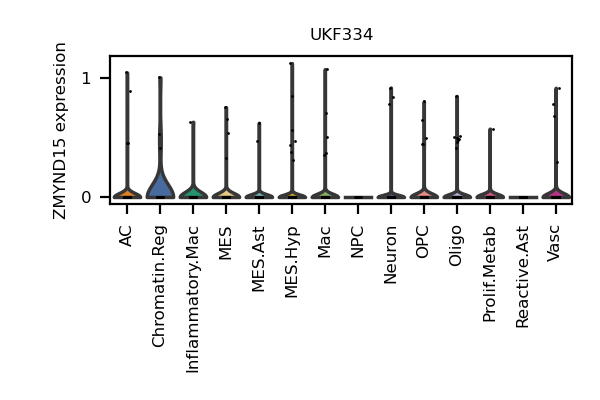 UKF334
ZMYND15 expression
1
0
AC
Chromatin.Reg
Inflammatory.Mac
MES
MES.Ast
MES.Hyp
Mac
NPC
Neuron
OPC
Oligo
Prolif.Metab
Reactive.Ast
Vasc